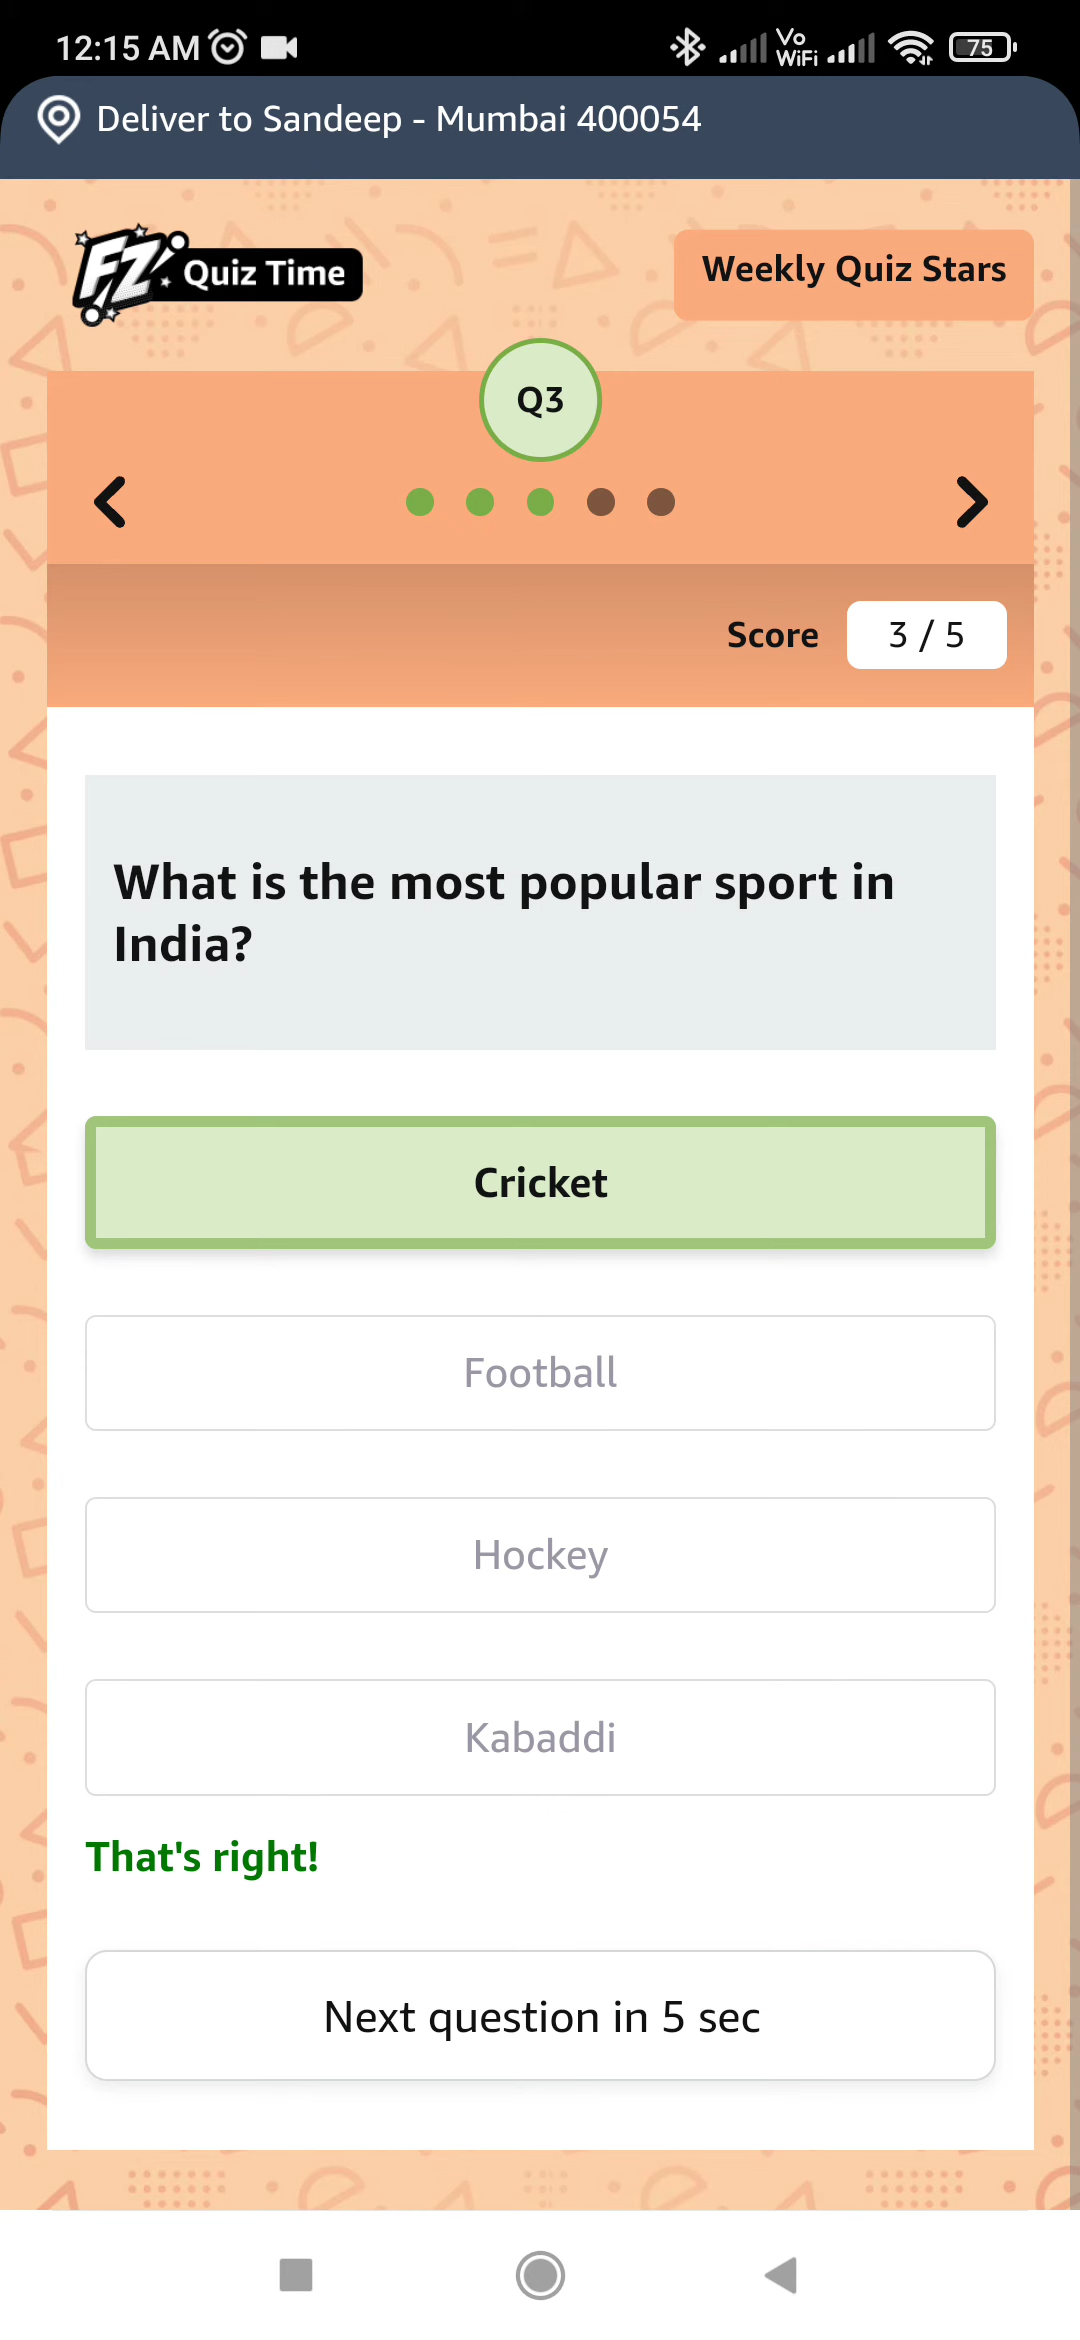 12:15 AM
Vo
WiFi
75
Deliver to Sandeep - Mumbai 400054
FZ Quiz Time
Weekly Quiz Stars
Q3
Score 3 / 5
What is the most popular sport in
India?
Cricket
Football
Hockey
Kabaddi
That's right!
Next question in 5 sec